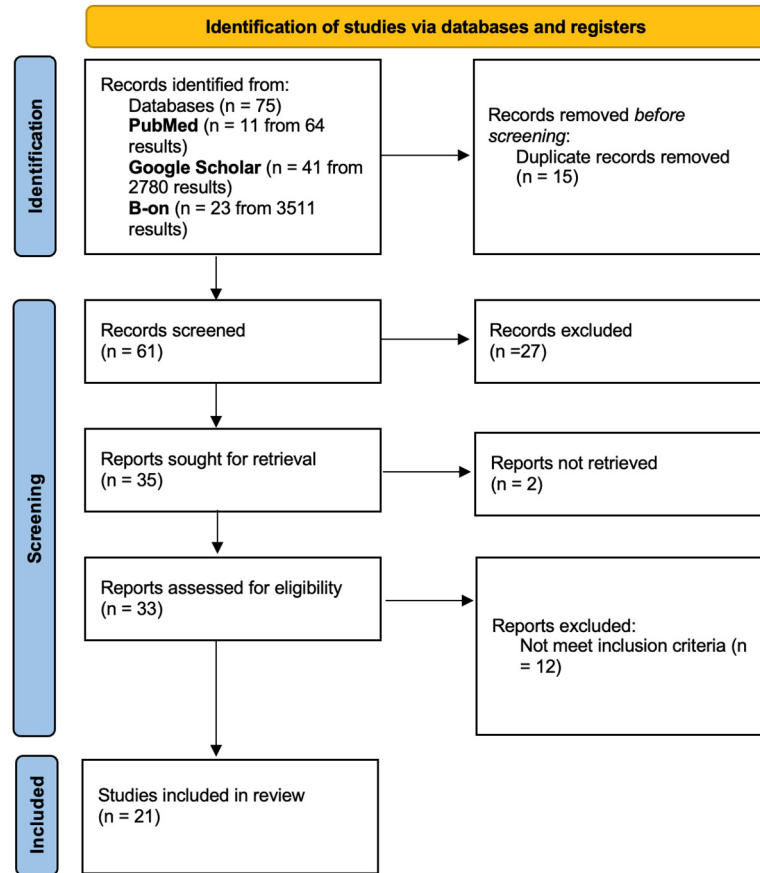 Identification of studies via databases and registers
Identification
Records identified from:
Databases (n = 75)
PubMed (n = 11 from 64
results)
Google Scholar (n = 41 from
2780 results)
B-on (n = 23 from 3511
results)
Records removed before
screening:
Duplicate records removed
(n = 15)
Screening
Records screened
(n = 61)
Records excluded
(n =27)
Reports sought for retrieval
(n = 35)
Reports not retrieved
(n = 2)
Reports assessed for eligibility
(n = 33)
Reports excluded:
Not meet inclusion criteria (n
= 12)
Included
Studies included in review
(n = 21)